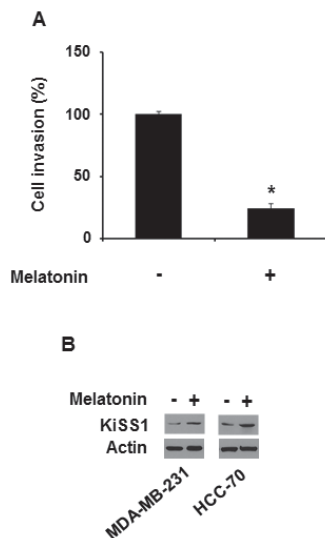 A
150
100
50
0
Cell invasion (%)
*
Melatonin - +
B
Melatonin - + - +
KiSS1
Actin
MDA-MB-231
HCC-70